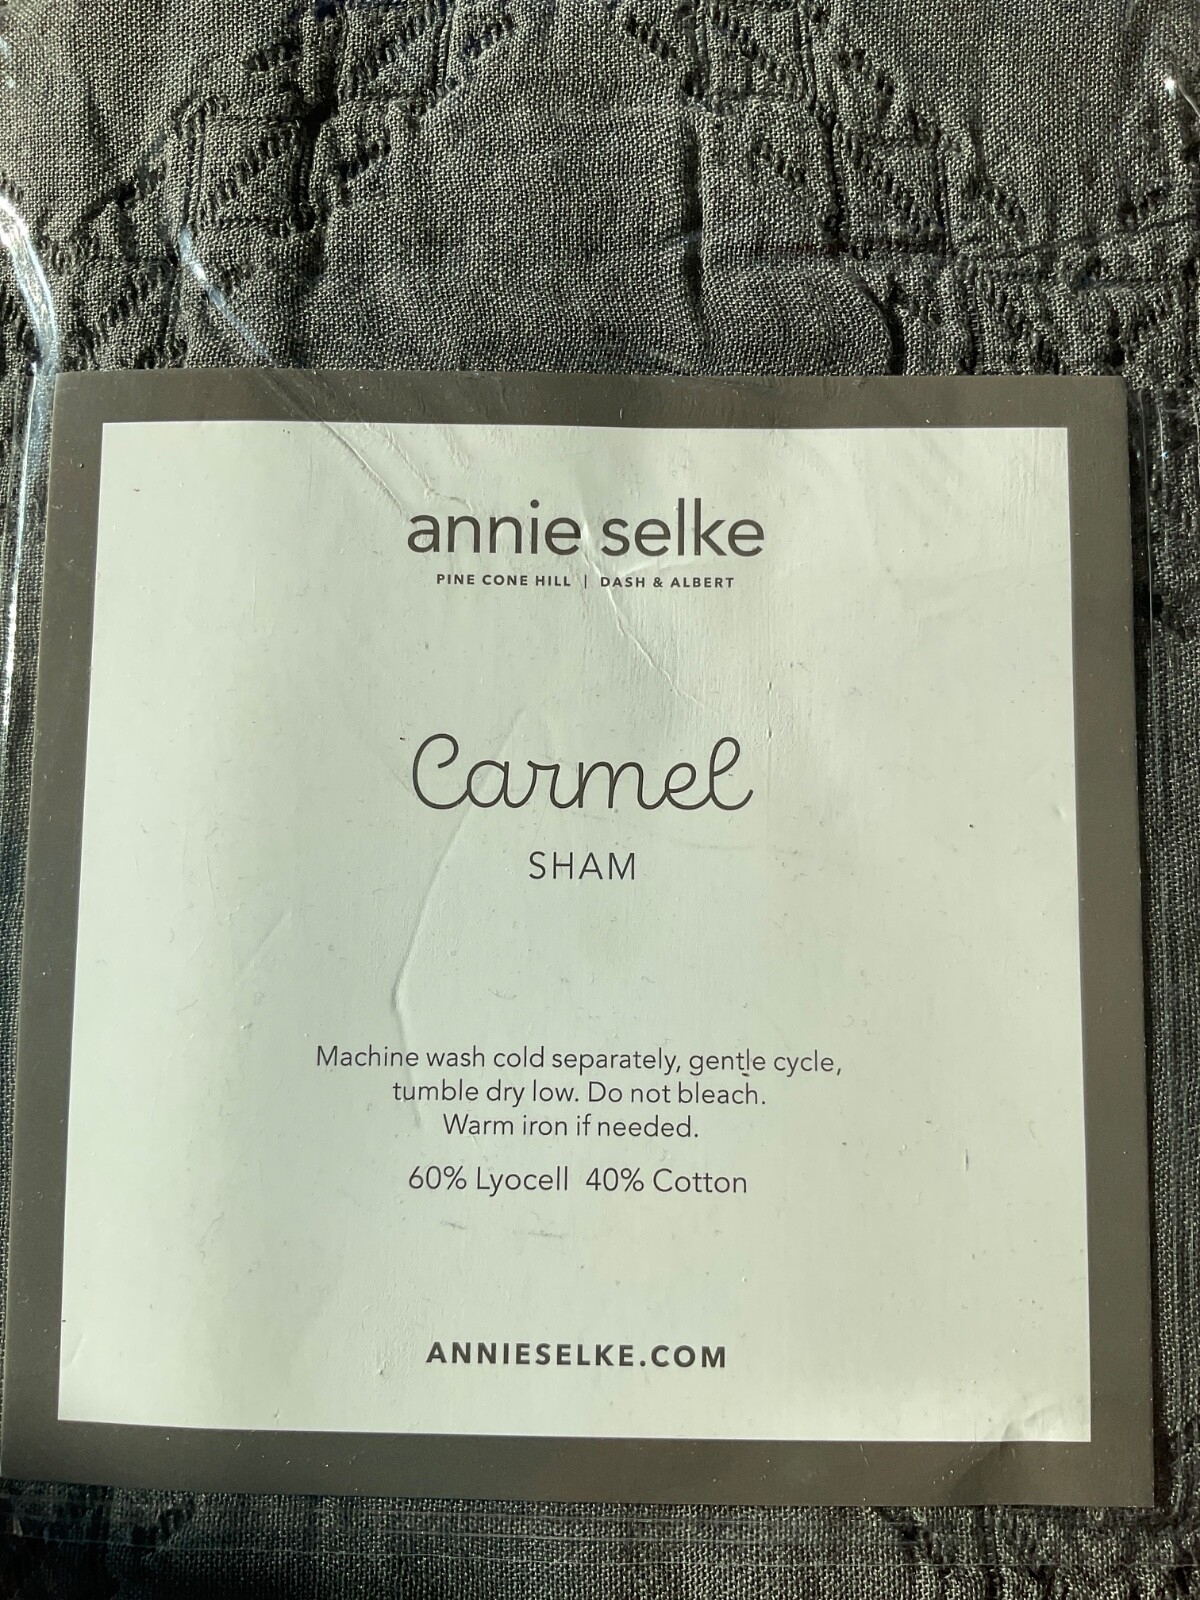 annie selke
PINE CONE HILL | DASH & ALBERT
Carmel
SHAM
Machine wash cold separately, gentle cycle,
tumble dry low. Do not bleach.
Warm iron if needed.
60% Lyocell 40% Cotton
ANNIESELKE.COM